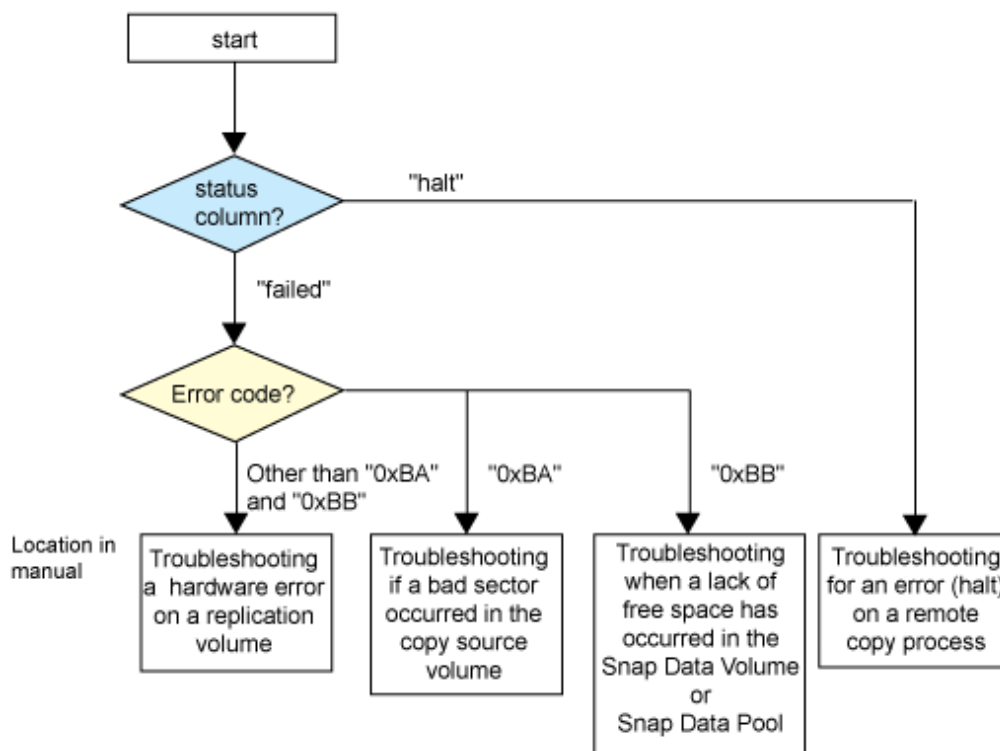 start
status
column?
"halt"
"failed"
Error code?
Other than "0xBA"
and "0xBB"
"0xBA"
"0xBB"
Location in
manual
Troubleshooting
a hardware error
on a replication
volume
Troubleshooting
if a bad sector
occurred in the
copy source
volume
Troubleshooting
when a lack of
free space has
occurred in the
Snap Data Volume
or
Snap Data Pool
Troubleshooting
for an error (halt)
on a remote
copy process